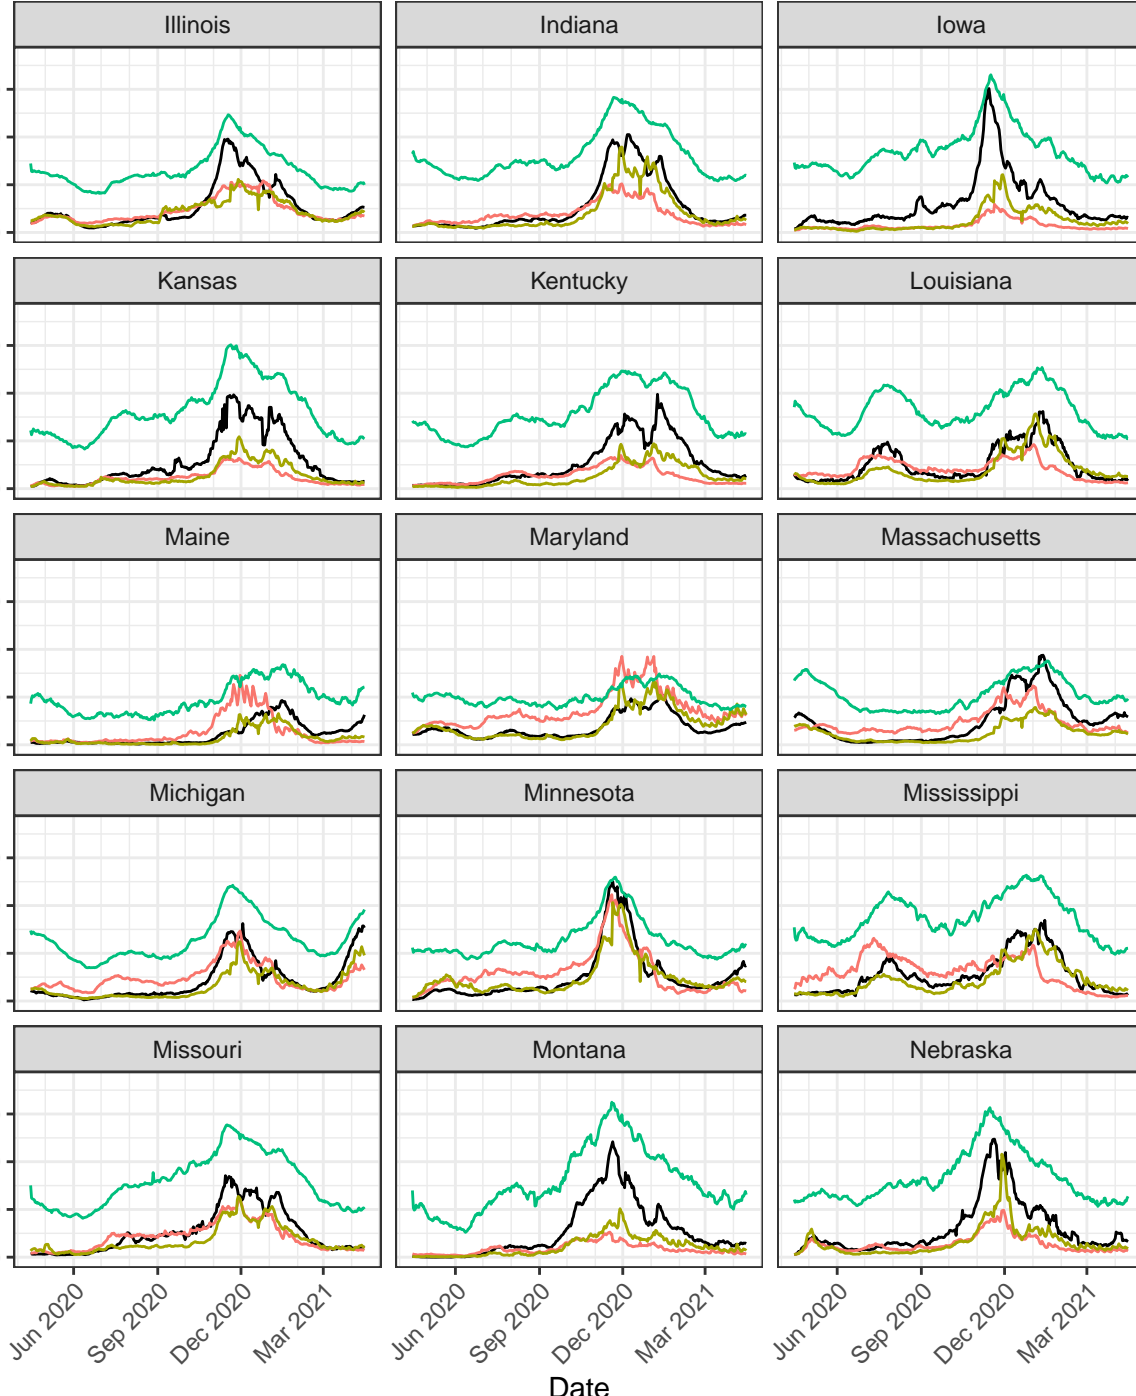 Illinois Indiana Iowa
Kansas Kentucky Louisiana
Maine Maryland Massachusetts
Michigan Minnesota Mississippi
Missouri Montana Nebraska
Jun 2020 Sep 2020 Dec 2020 Mar 2021 Jun 2020 Sep 2020 Dec 2020 Mar 2021 Jun 2020 Sep 2020 Dec 2020 Mar 2021
Date